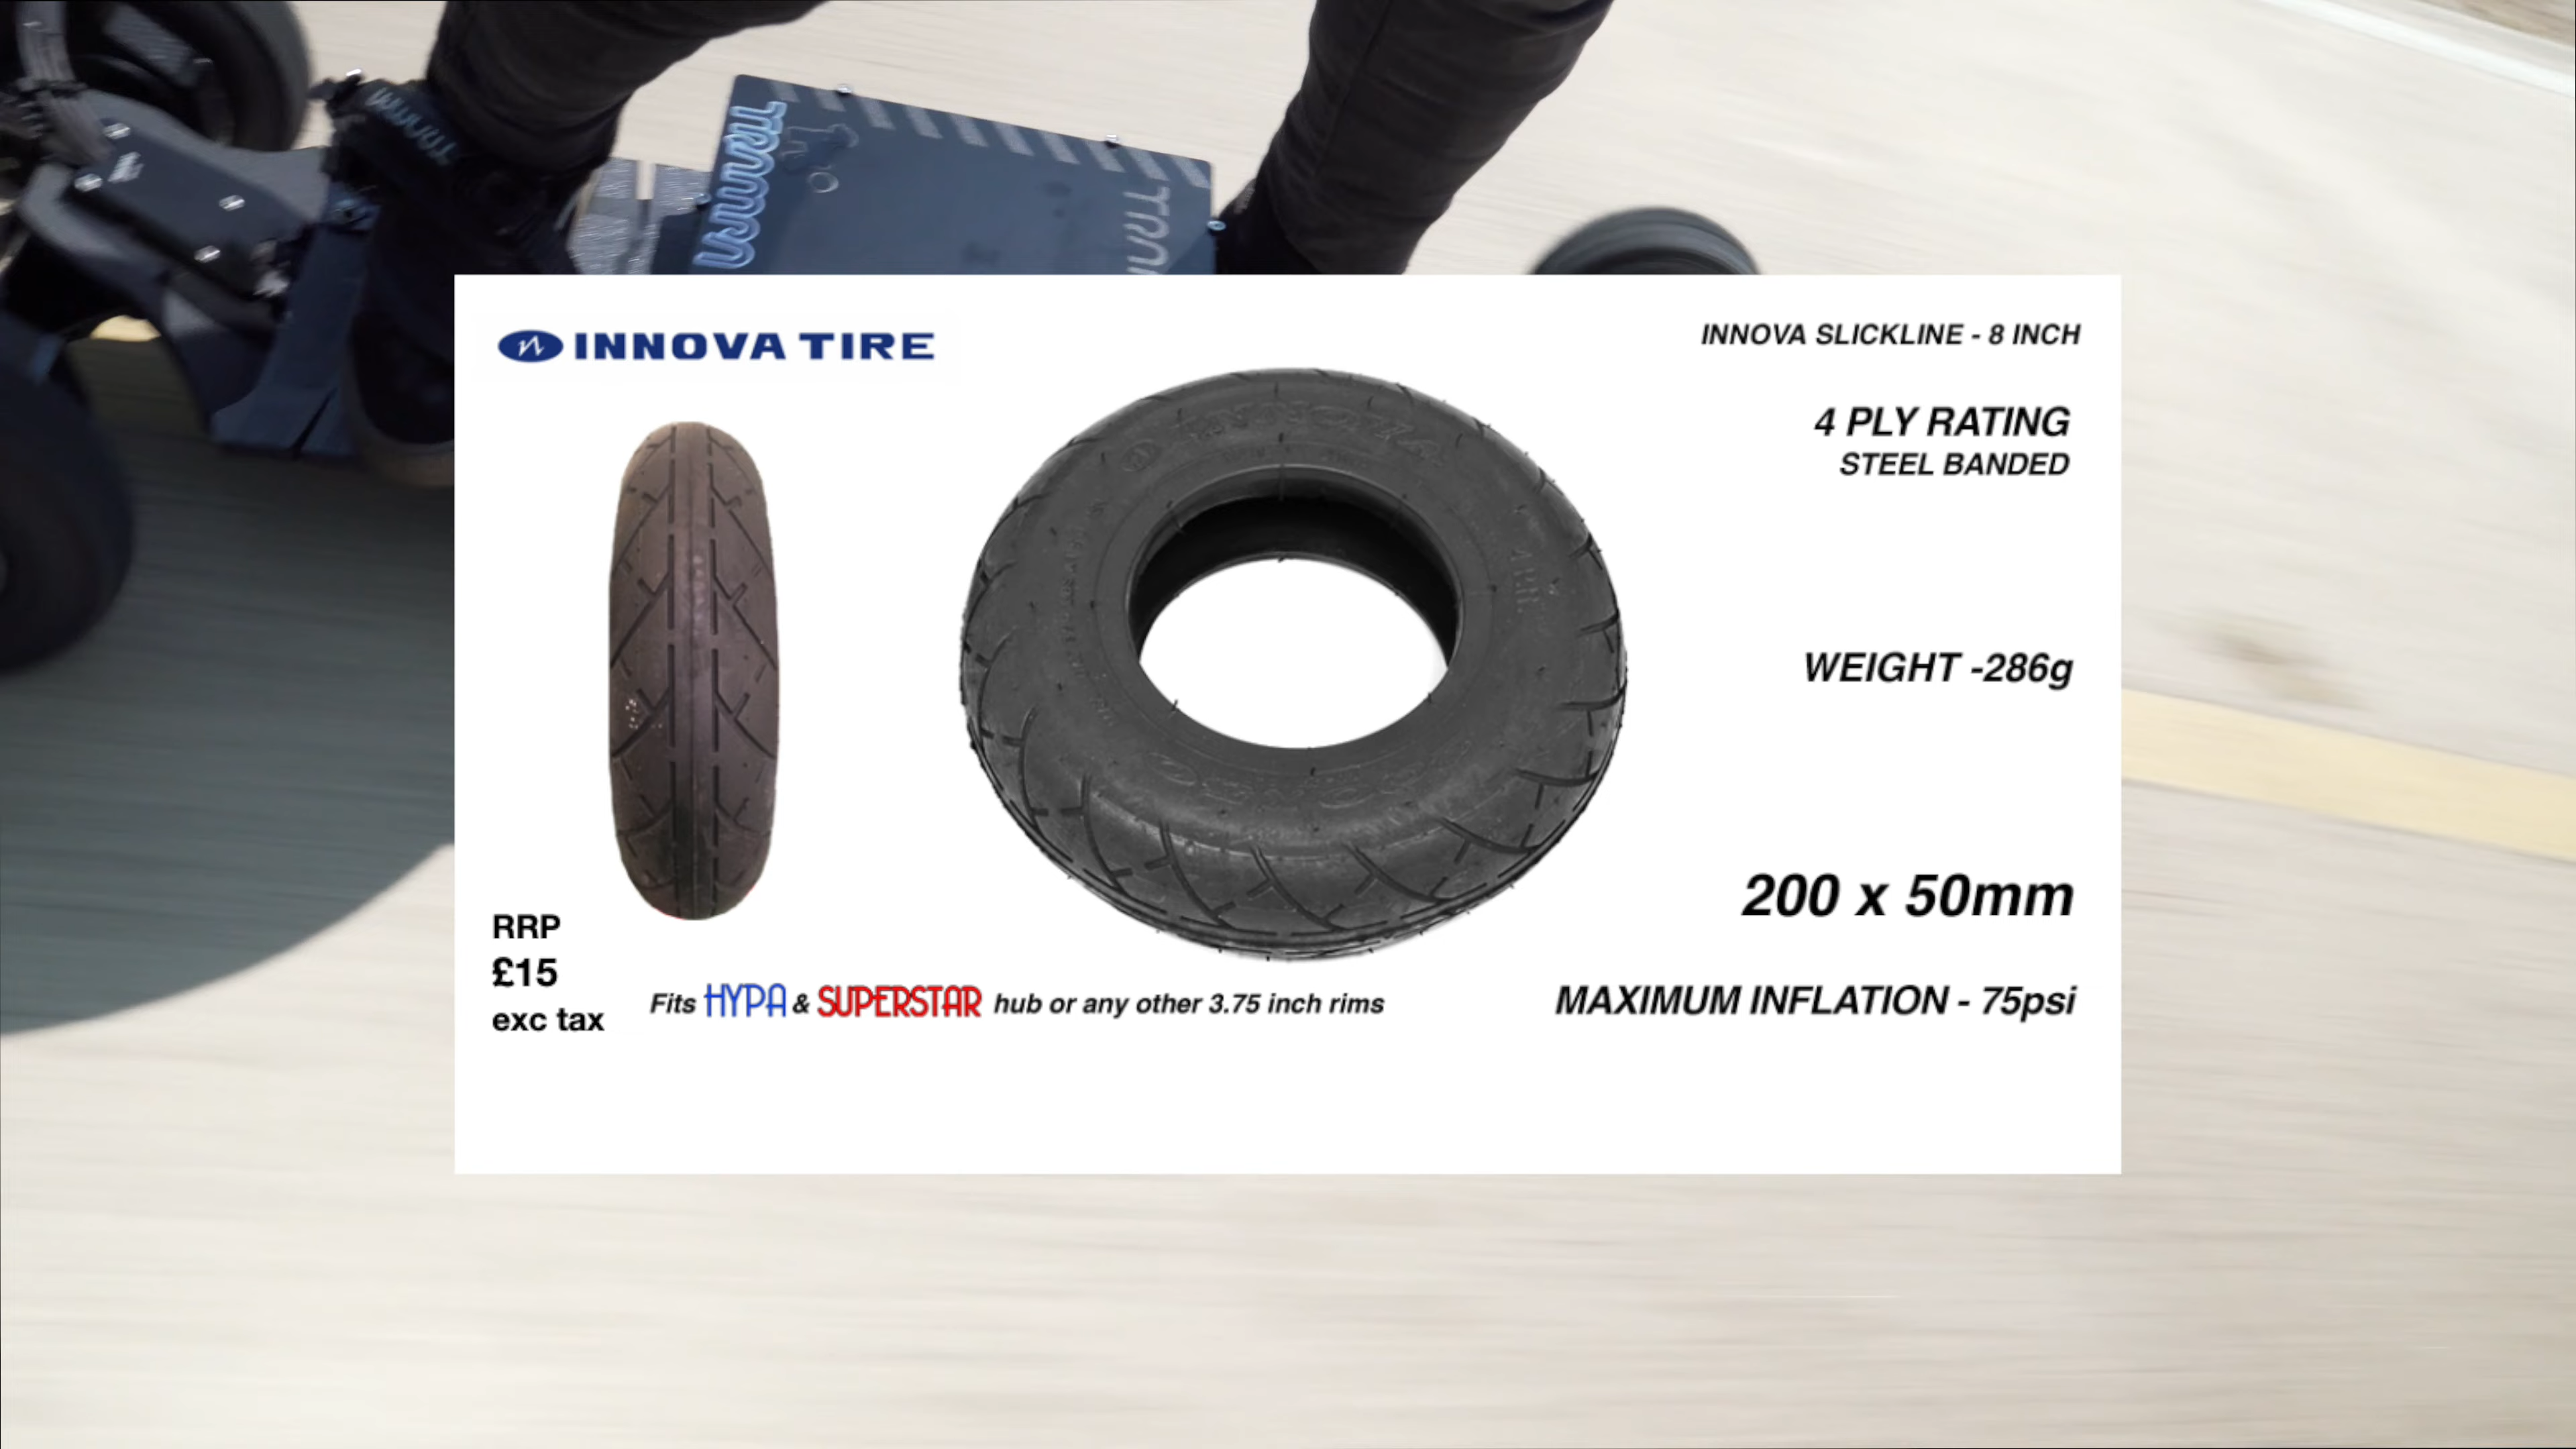 INNOVA TIRE
INNOVA SLICKLINE - 8 INCH
4 PLY RATING
STEEL BANDED
WEIGHT -286g
200 x 50mm
RRP
£15
exc tax
Fits HYPA & SUPERSTAR hub or any other 3.75 inch rims
MAXIMUM INFLATION - 75psi
INNOVA